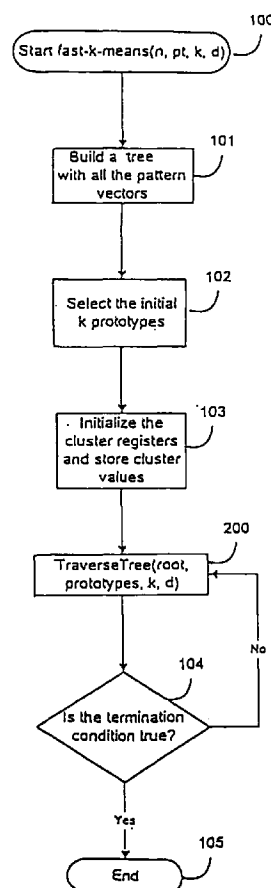 100
Start fast-k-means(n, pt, k, d)
101
Build a tree
with all the pattern
vectors
102
Select the initial
k prototypes
103
Initialize the
cluster registers
and store cluster
values
200
TraverseTree(root,
prototypes, k, d)
No
104
Is the termination
condition true?
Yes
105
End